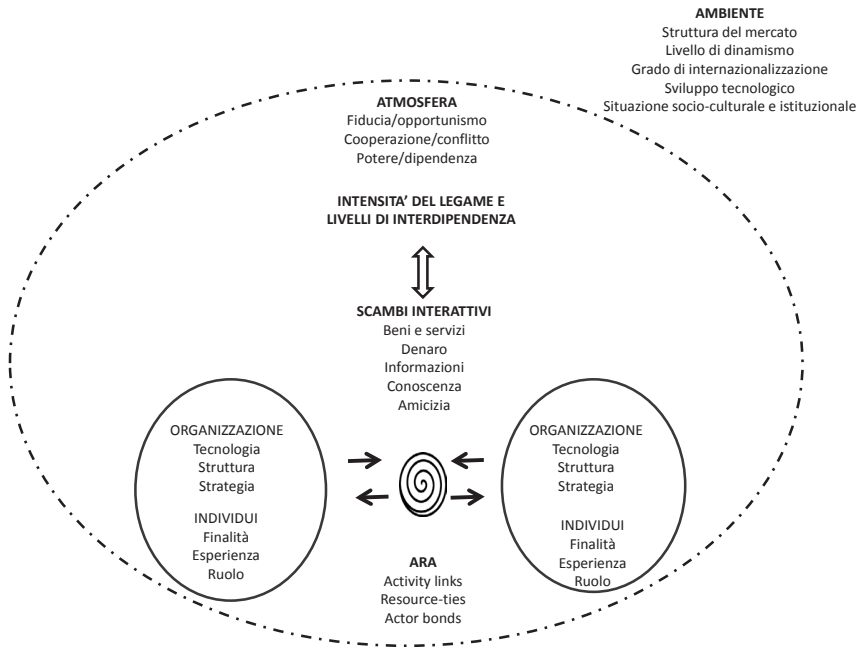 AMBIENTE
Struttura del mercato
Livello di dinamismo
Grado di internazionalizzazione
Sviluppo tecnologico
Situazione socio-culturale e istituzionale
ATMOSFERA
Fiducia/opportunismo
Cooperazione/conflitto
Potere/dipendenza
INTENSITA’ DEL LEGAME E
LIVELLI DI INTERDIPENDENZA
SCAMBI INTERATTIVI
Beni e servizi
Denaro
Informazioni
Conoscenza
Amicizia
ORGANIZZAZIONE
Tecnologia
Struttura
Strategia
INDIVIDUI
Finalità
Esperienza
Ruolo
ORGANIZZAZIONE
Tecnologia
Struttura
Strategia
INDIVIDUI
Finalità
Esperienza
Ruolo
ARA
Activity links
Resource-ties
Actor bonds